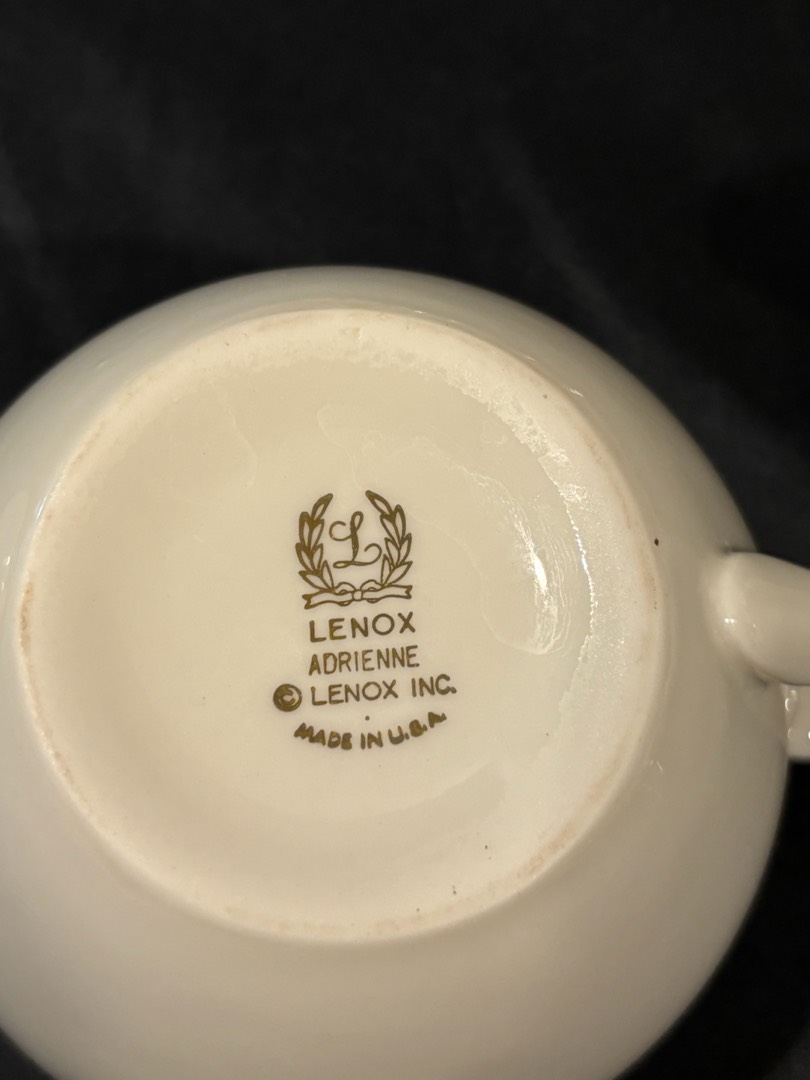 L
LENOX
ADRIENNE
© LENOX INC.
MADE IN U.S.A.